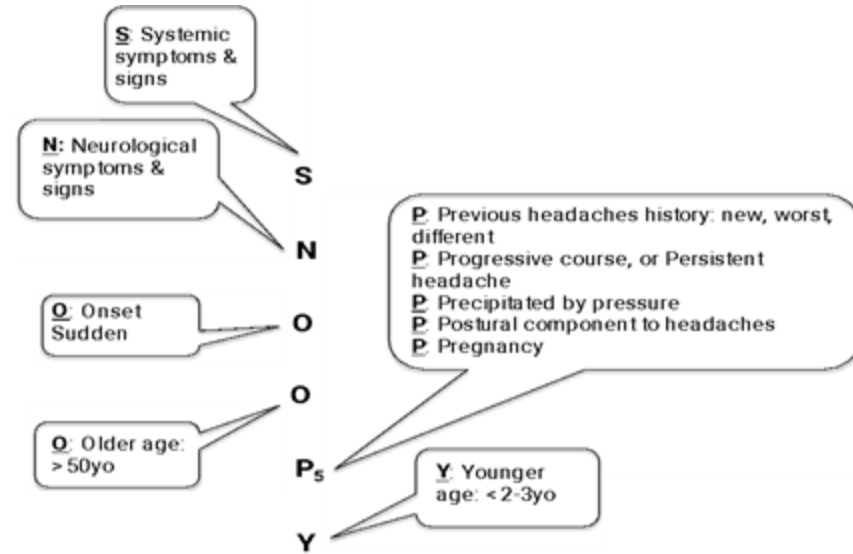 S: Systemic
symptoms &
signs
N: Neurological
symptoms &
signs
S
N
O: Onset
Sudden
O
O
O: Older age:
> 50yo
P: Previous headaches history: new, worst,
different
P: Progressive course, or Persistent
headache
P: Precipitated by pressure
P: Postural component to headaches
P: Pregnancy
P5
Y: Younger
age: < 2-3yo
Y